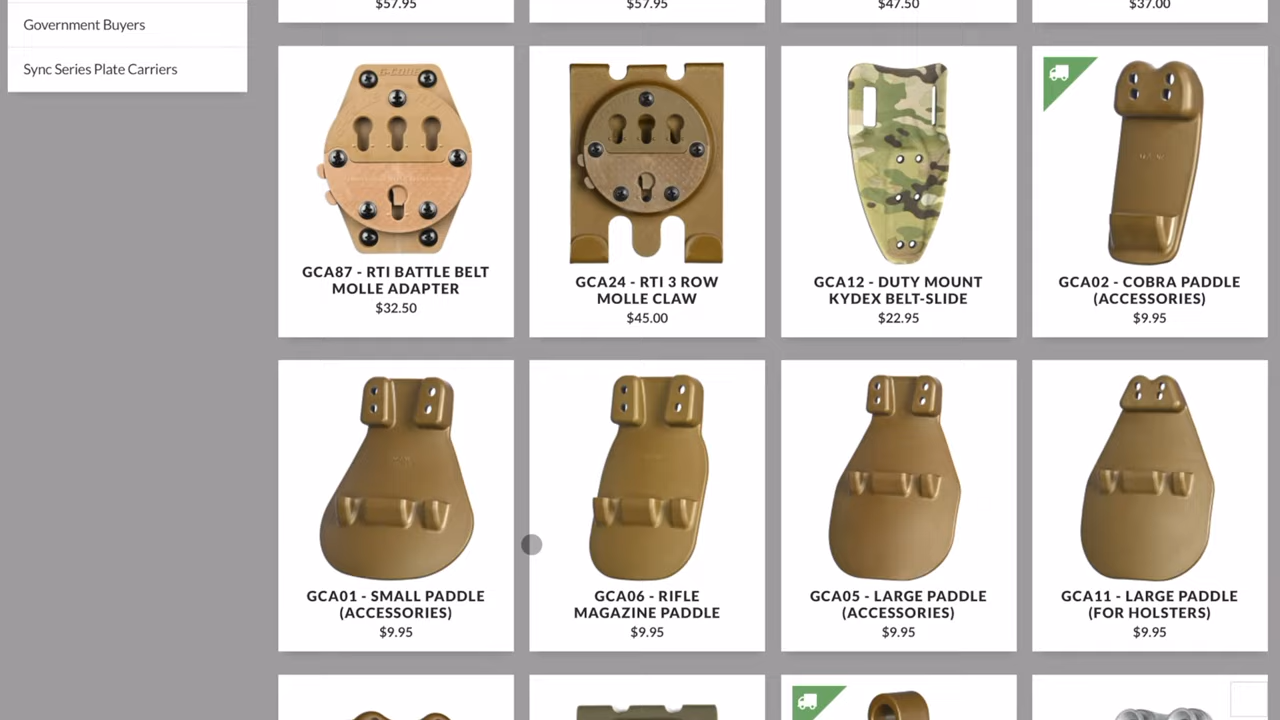 $57.95
$57.95
$47.50
$37.00
Government Buyers
Sync Series Plate Carriers
GCA87 - RTI BATTLE BELT
MOLLE ADAPTER
$32.50
GCA24 - RTI 3 ROW
MOLLE CLAW
$45.00
GCA12 - DUTY MOUNT
KYDEX BELT-SLIDE
$22.95
GCA02 - COBRA PADDLE
(ACCESSORIES)
$9.95
GCA01 - SMALL PADDLE
(ACCESSORIES)
$9.95
GCA06 - RIFLE
MAGAZINE PADDLE
$9.95
GCA05 - LARGE PADDLE
(ACCESSORIES)
$9.95
GCA11 - LARGE PADDLE
(FOR HOLSTERS)
$9.95